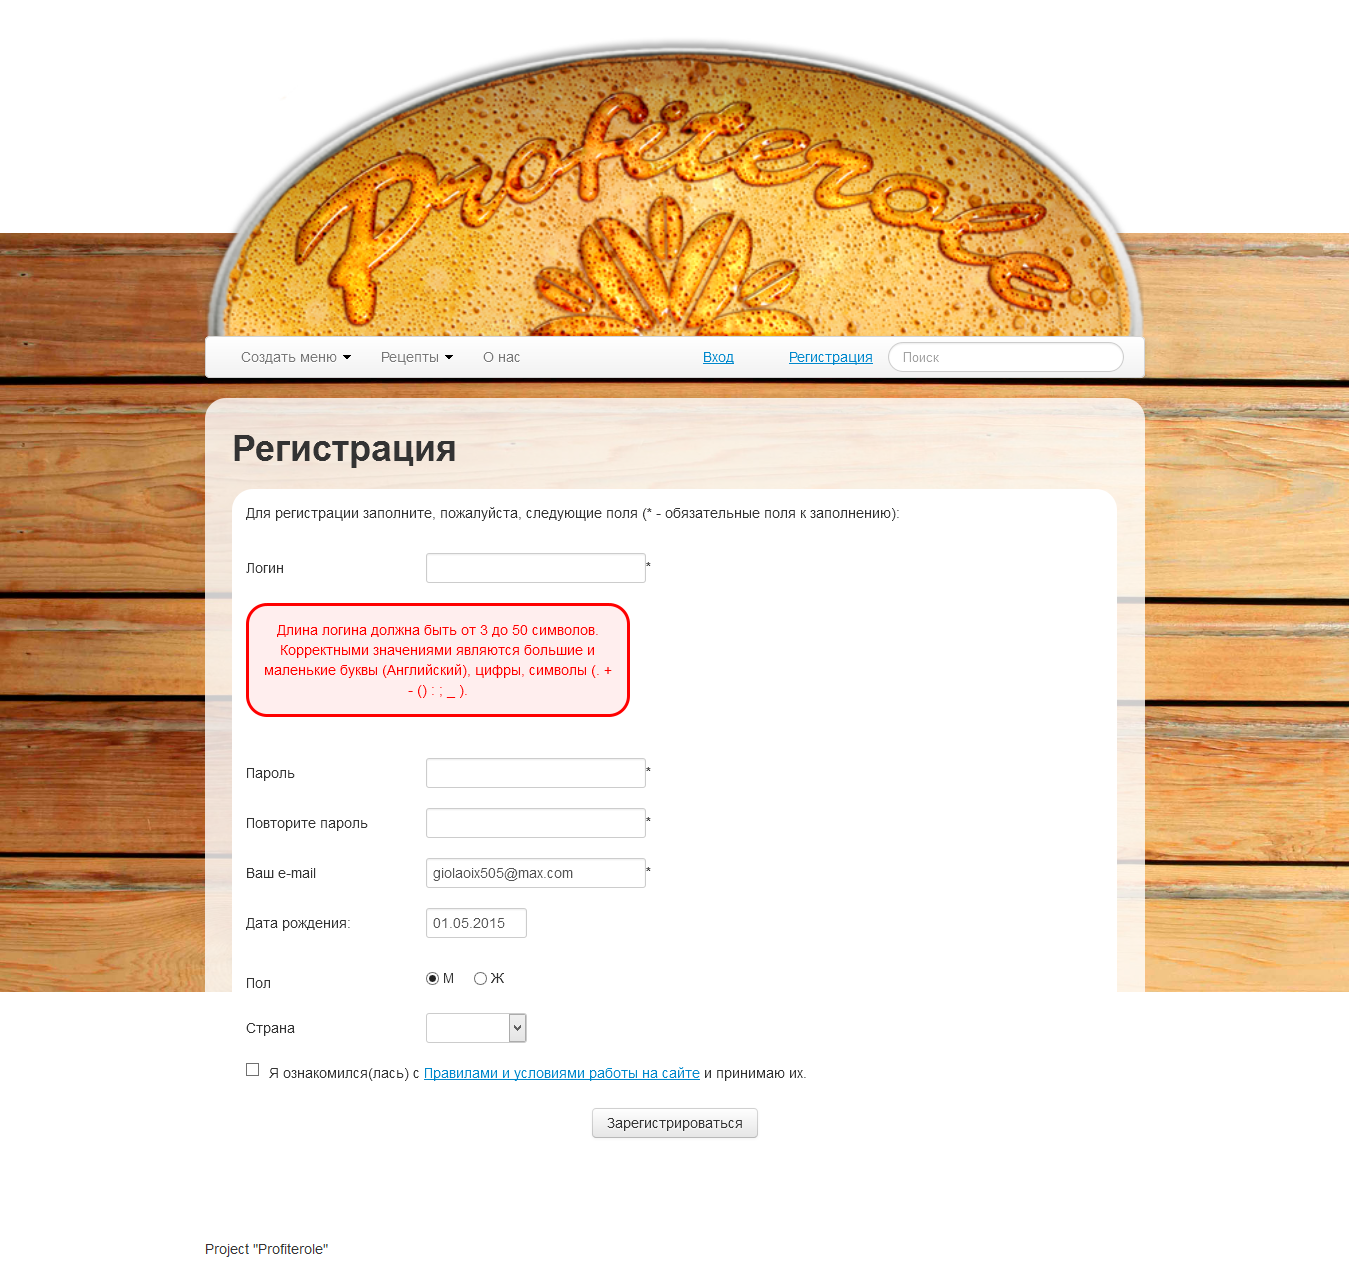 Profiterole
Создать меню Рецепты О нас Вход Регистрация Поиск
Регистрация
Для регистрации заполните, пожалуйста, следующие поля (* - обязательные поля к заполнению):
Логин *
Длина логина должна быть от 3 до 50 символов.
Корректными значениями являются большие и
маленькие буквы (Английский), цифры, символы (. +
- () : ; _ ).
Пароль *
Повторите пароль *
Ваш e-mail giolaoix505@max.com *
Дата рождения: 01.05.2015
Пол М Ж
Страна
Я ознакомился(лась) с Правилами и условиями работы на сайте и принимаю их.
Зарегистрироваться
Project "Profiterole"